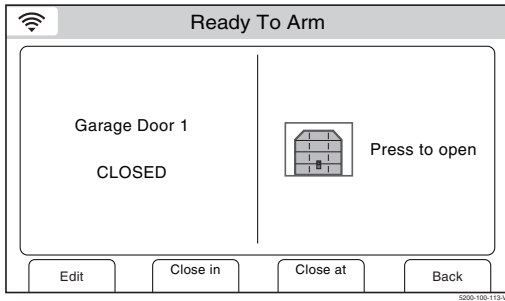 Ready To Arm
Garage Door 1
CLOSED
Press to open
Edit
Close in
Close at
Back
5200-100-113-V